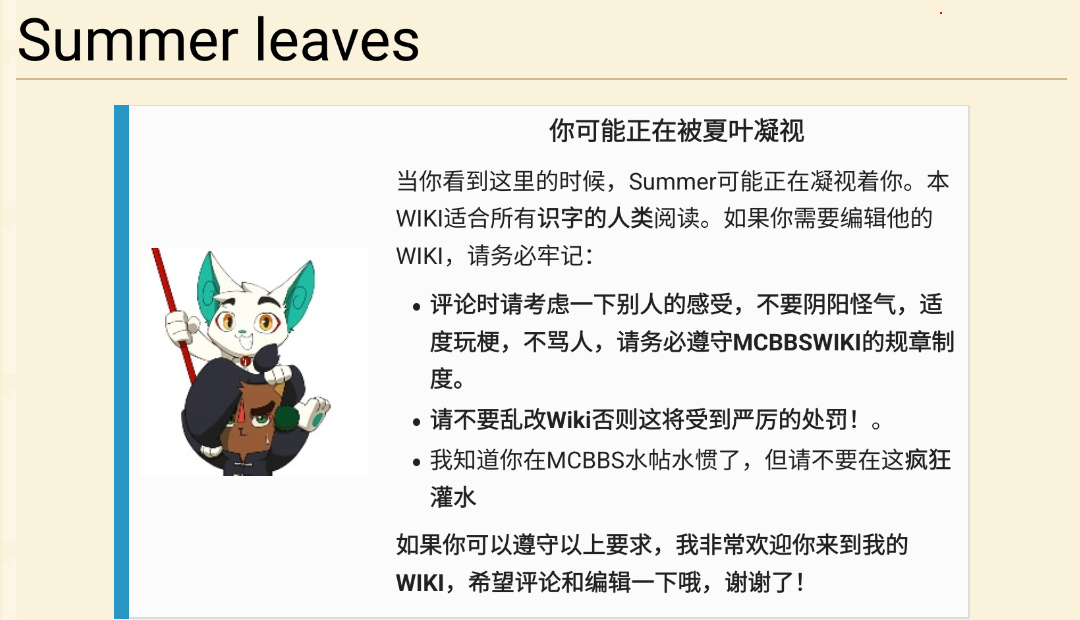 Summer leaves
你可能正在被夏叶凝视
当你看到这里的时候，Summer可能正在凝视着你。本
WIKI适合所有识字的人类阅读。如果你需要编辑他的
WIKI，请务必牢记：
• 评论时请考虑一下别人的感受，不要阴阳怪气，适
度玩梗，不骂人，请务必遵守MCBBSWIKI的规章制
度。
• 请不要乱改Wiki否则这将受到严厉的处罚！。
• 我知道你在MCBBS水帖水惯了，但请不要在这疯狂
灌水
如果你可以遵守以上要求，我非常欢迎你来到我的
WIKI，希望评论和编辑一下哦，谢谢了！